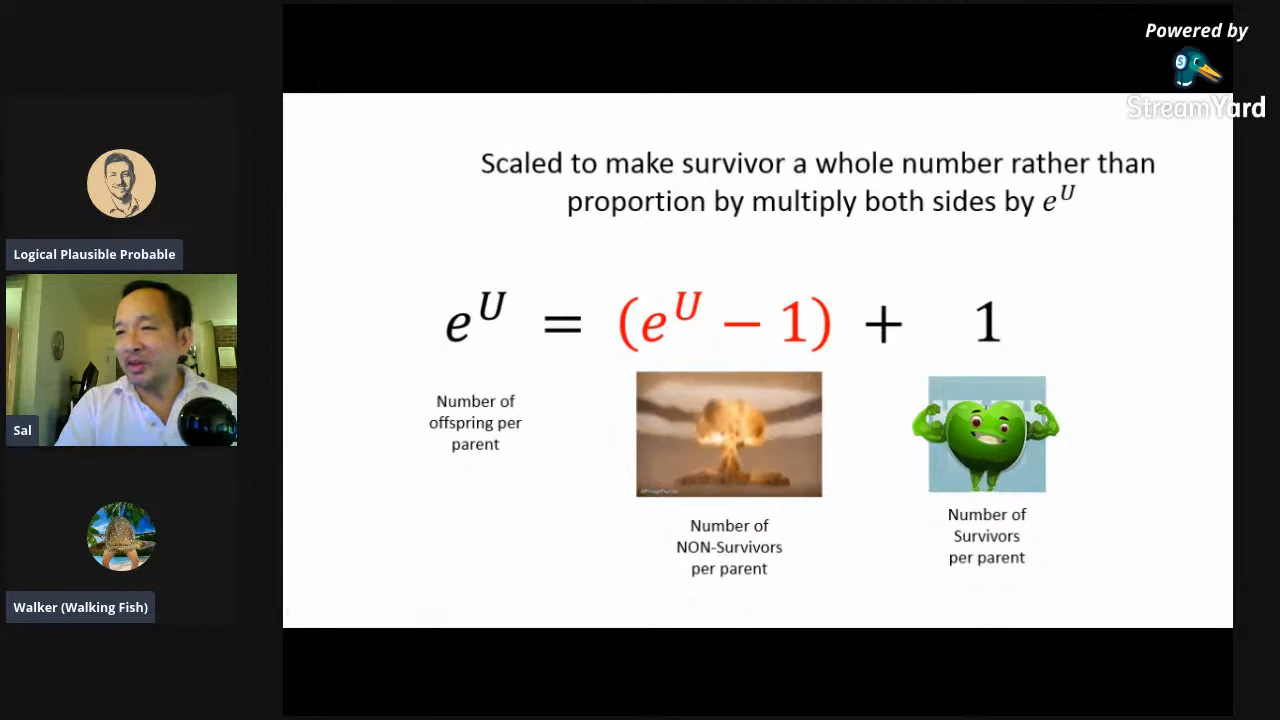 Powered by
StreamYard
Scaled to make survivor a whole number rather than
proportion by multiply both sides by e^U
e^U = (e^U − 1) + 1
Logical Plausible Probable
Sal
Walker (Walking Fish)
Number of
offspring per
parent
Number of
NON-Survivors
per parent
Number of
Survivors
per parent